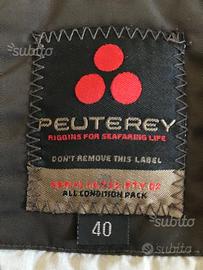 subito
PEUTEREY
RIGGINS FOR SEAFARING LIFE
DON'T REMOVE THIS LABEL
ALL CONDITION PACK
40
subito